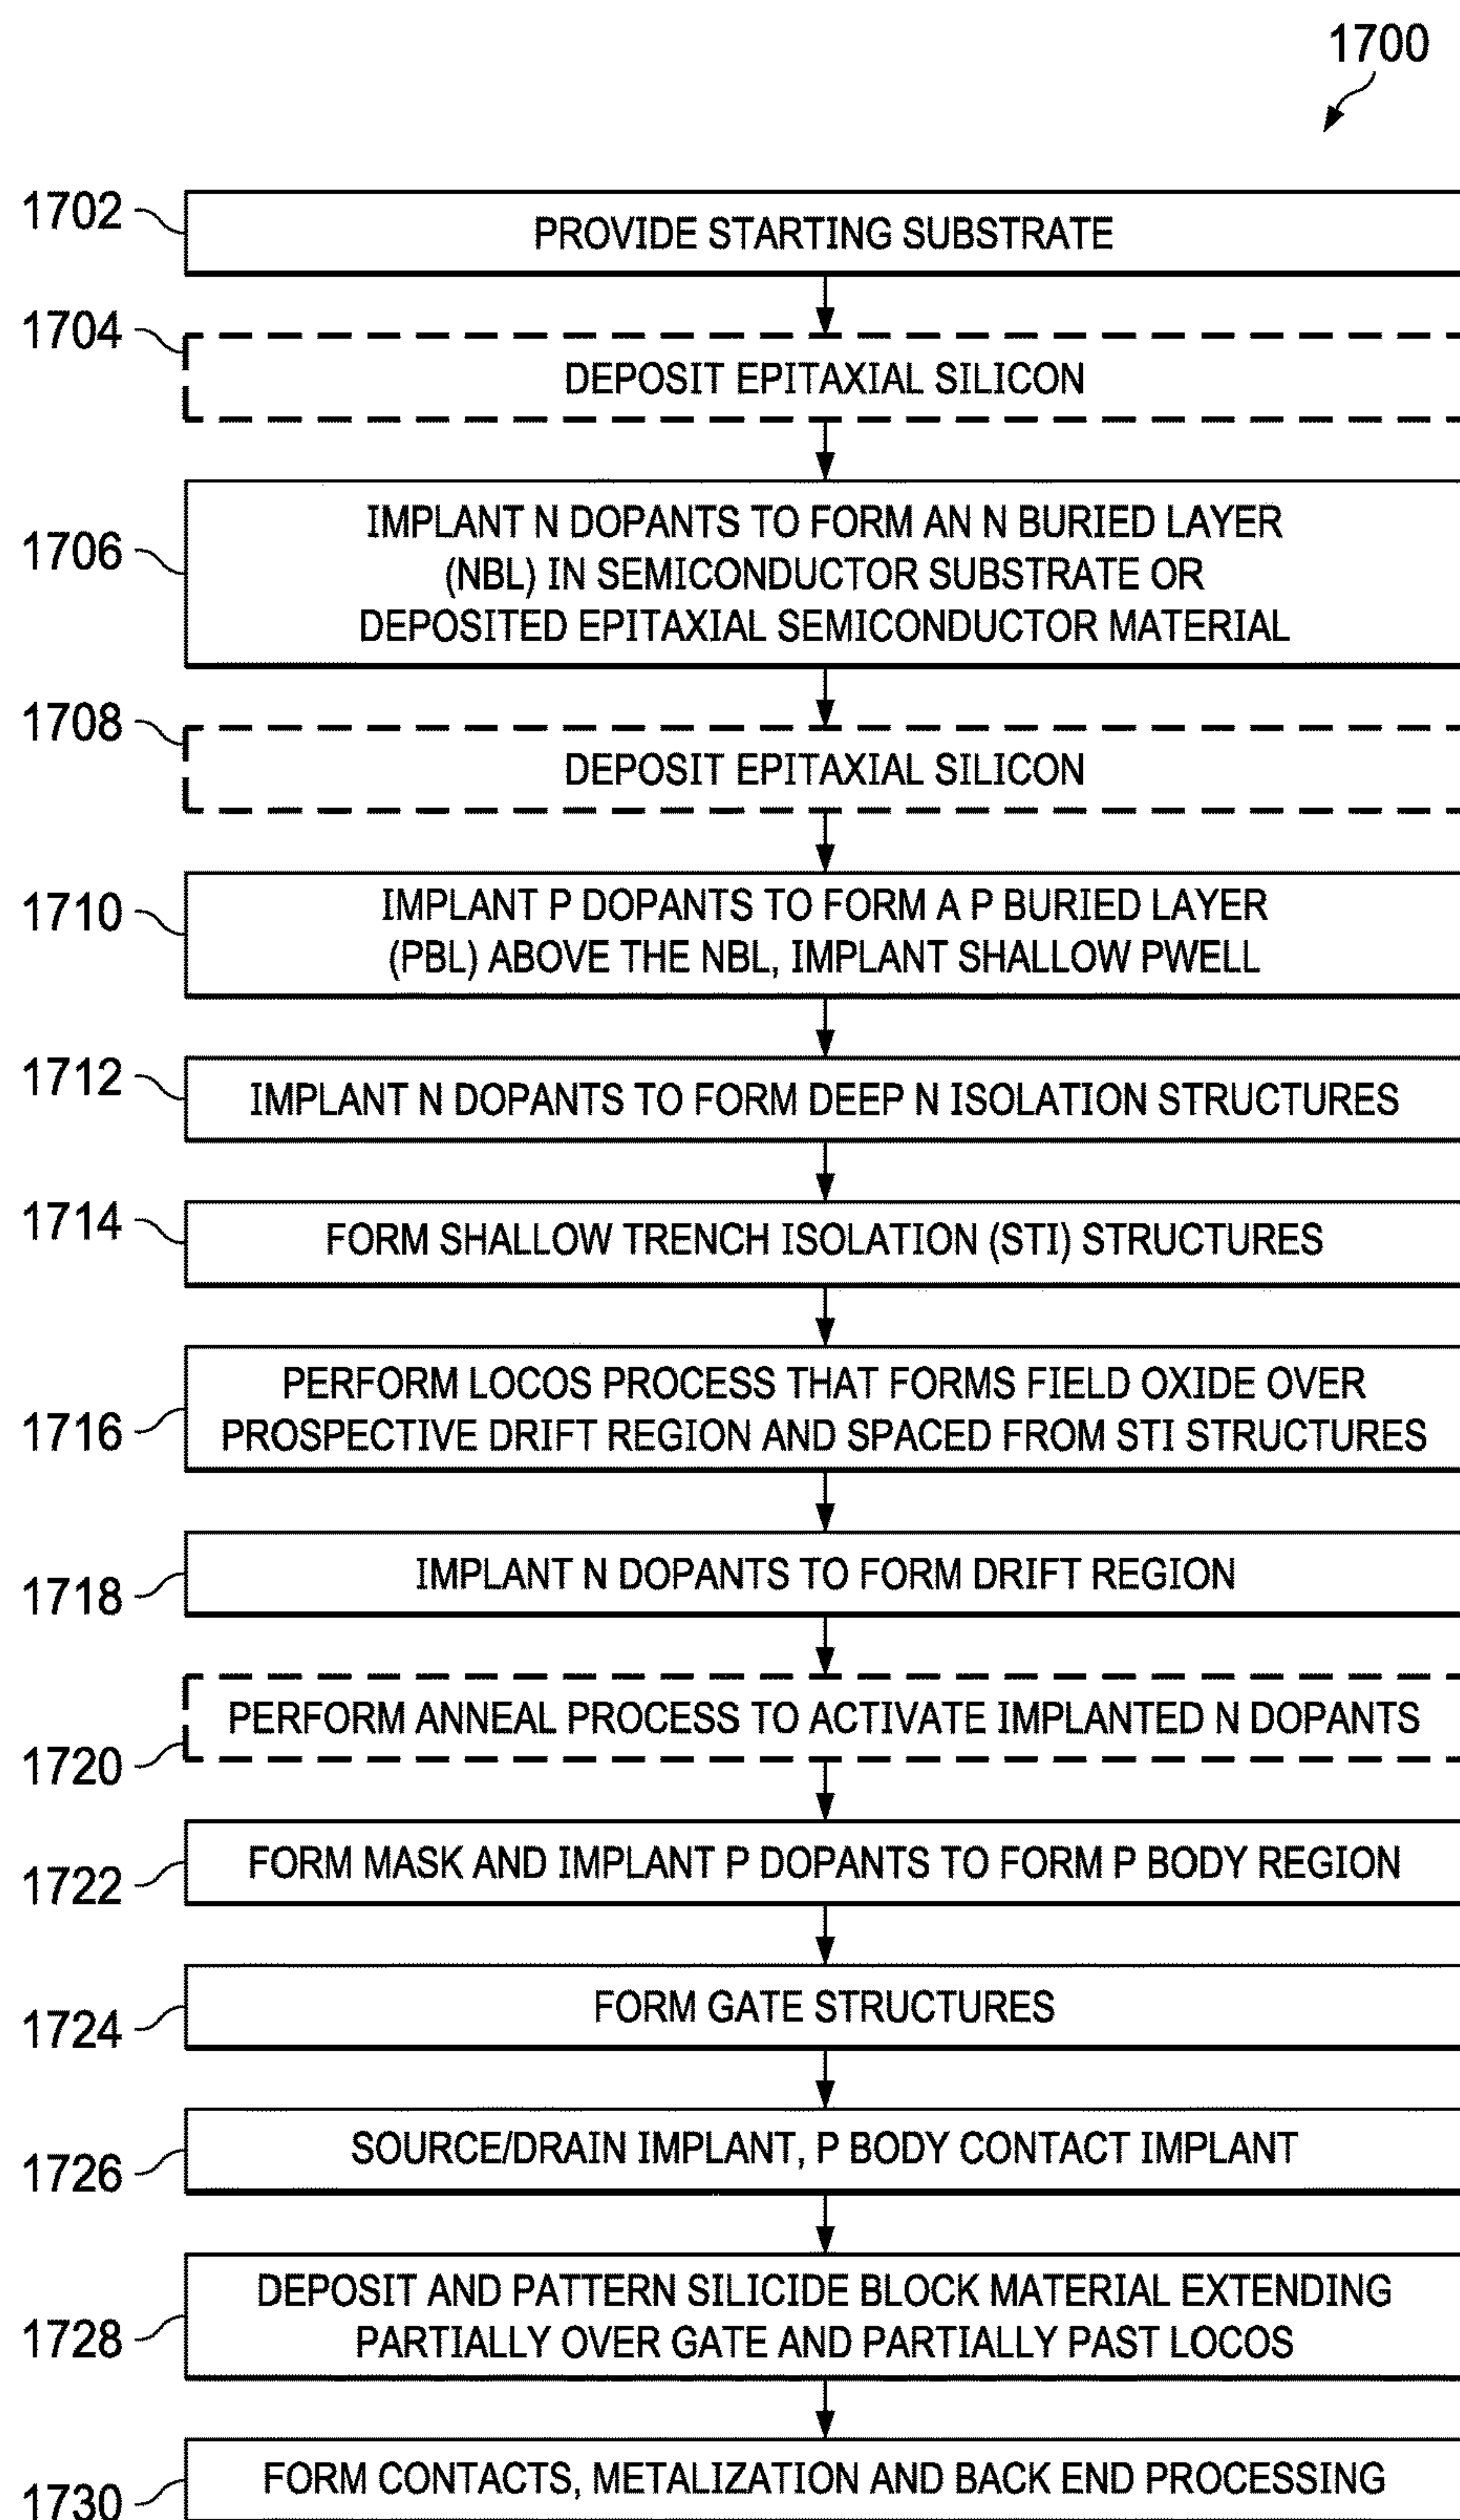 1700
1702
PROVIDE STARTING SUBSTRATE
1704
DEPOSIT EPITAXIAL SILICON
1706
IMPLANT N DOPANTS TO FORM AN N BURIED LAYER
(NBL) IN SEMICONDUCTOR SUBSTRATE OR
DEPOSITED EPITAXIAL SEMICONDUCTOR MATERIAL
1708
DEPOSIT EPITAXIAL SILICON
1710
IMPLANT P DOPANTS TO FORM A P BURIED LAYER
(PBL) ABOVE THE NBL, IMPLANT SHALLOW PWELL
1712
IMPLANT N DOPANTS TO FORM DEEP N ISOLATION STRUCTURES
1714
FORM SHALLOW TRENCH ISOLATION (STI) STRUCTURES
1716
PERFORM LOCOS PROCESS THAT FORMS FIELD OXIDE OVER
PROSPECTIVE DRIFT REGION AND SPACED FROM STI STRUCTURES
1718
IMPLANT N DOPANTS TO FORM DRIFT REGION
1720
PERFORM ANNEAL PROCESS TO ACTIVATE IMPLANTED N DOPANTS
1722
FORM MASK AND IMPLANT P DOPANTS TO FORM P BODY REGION
1724
FORM GATE STRUCTURES
1726
SOURCE/DRAIN IMPLANT, P BODY CONTACT IMPLANT
1728
DEPOSIT AND PATTERN SILICIDE BLOCK MATERIAL EXTENDING
PARTIALLY OVER GATE AND PARTIALLY PAST LOCOS
1730
FORM CONTACTS, METALIZATION AND BACK END PROCESSING